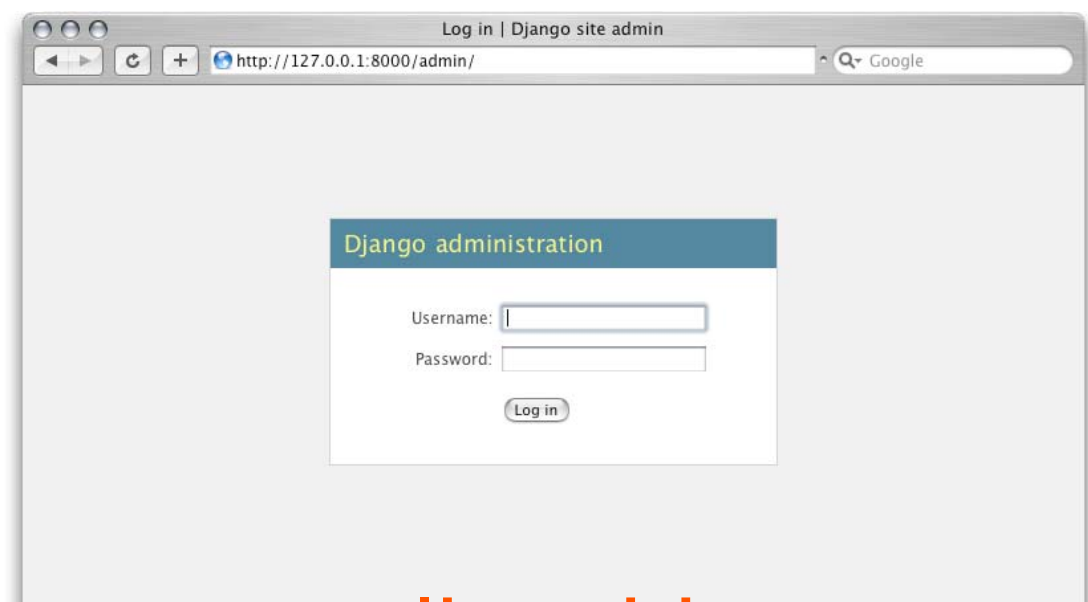 Log in | Django site admin
http://127.0.0.1:8000/admin/
Google
Django administration
Username:
Password:
Log in